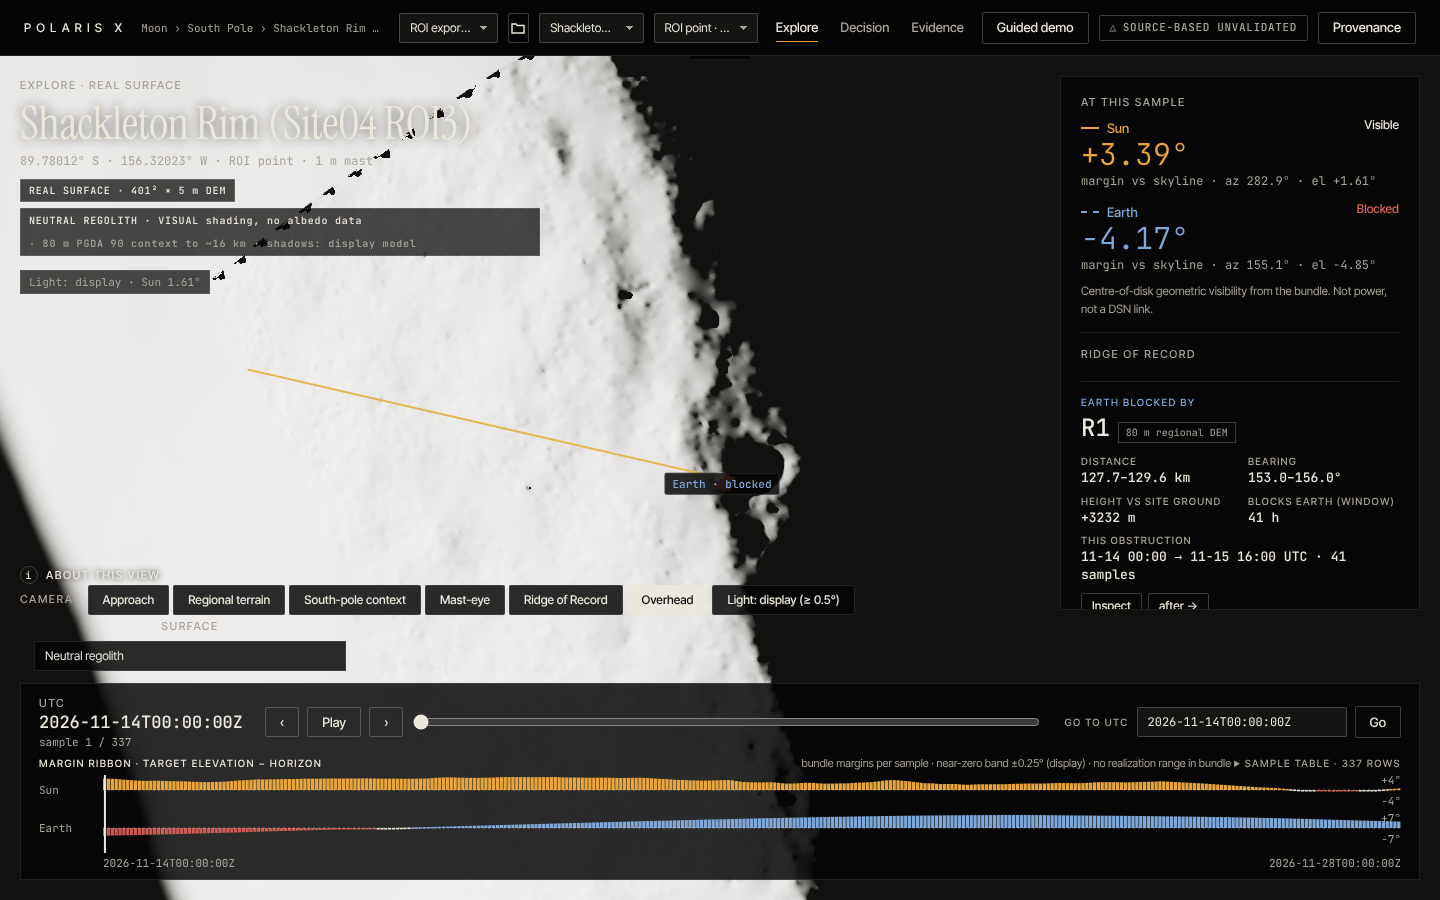 POLARIS X
Moon › South Pole › Shackleton Rim …
ROI expor…
Shackleto…
ROI point · …
Explore
Decision
Evidence
Guided demo
△ SOURCE-BASED UNVALIDATED
Provenance
EXPLORE · REAL SURFACE
Shackleton Rim (Site04 ROI3)
89.78012° S · 156.32023° W · ROI point · 1 m mast
REAL SURFACE · 401² × 5 m DEM
NEUTRAL REGOLITH · VISUAL shading, no albedo data
· 80 m PGDA 90 context to ~16 km · shadows: display model
Light: display · Sun 1.61°
Earth · blocked
AT THIS SAMPLE
Sun
Visible
+3.39°
margin vs skyline · az 282.9° · el +1.61°
Earth
Blocked
-4.17°
margin vs skyline · az 155.1° · el -4.85°
Centre-of-disk geometric visibility from the bundle. Not power,
not a DSN link.
RIDGE OF RECORD
EARTH BLOCKED BY
R1
80 m regional DEM
DISTANCE
BEARING
127.7–129.6 km
153.0–156.0°
HEIGHT VS SITE GROUND
BLOCKS EARTH (WINDOW)
+3232 m
41 h
THIS OBSTRUCTION
11-14 00:00 → 11-15 16:00 UTC · 41
samples
Inspect
after →
i ABOUT THIS VIEW
CAMERA
Approach
Regional terrain
South-pole context
Mast-eye
Ridge of Record
Overhead
Light: display (≥ 0.5°)
SURFACE
Neutral regolith
UTC
2026-11-14T00:00:00Z
sample 1 / 337
‹
Play
›
GO TO UTC
2026-11-14T00:00:00Z
Go
MARGIN RIBBON · TARGET ELEVATION − HORIZON
bundle margins per sample · near-zero band ±0.25° (display) · no realization range in bundle
▸ SAMPLE TABLE · 337 ROWS
Sun
+4°
-4°
Earth
+7°
-7°
2026-11-14T00:00:00Z
2026-11-28T00:00:00Z